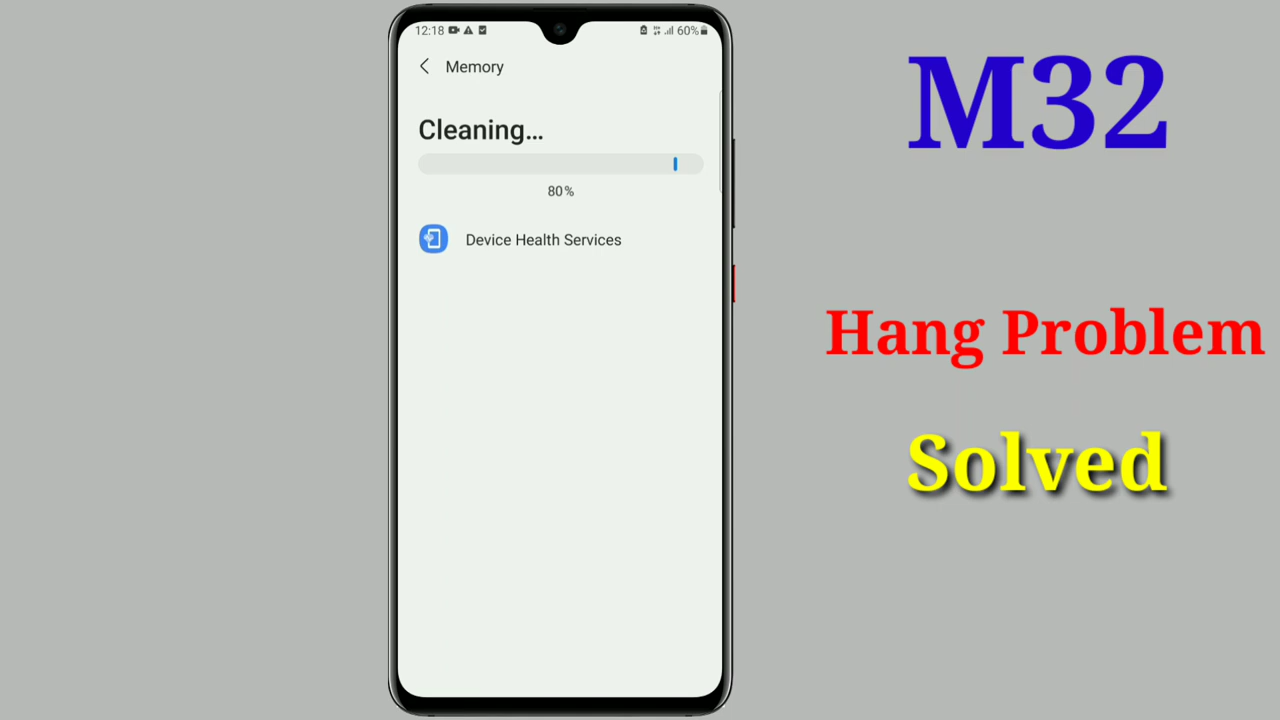 12:18
60%
Memory
Cleaning...
80%
Device Health Services
M32
Hang Problem
Solved